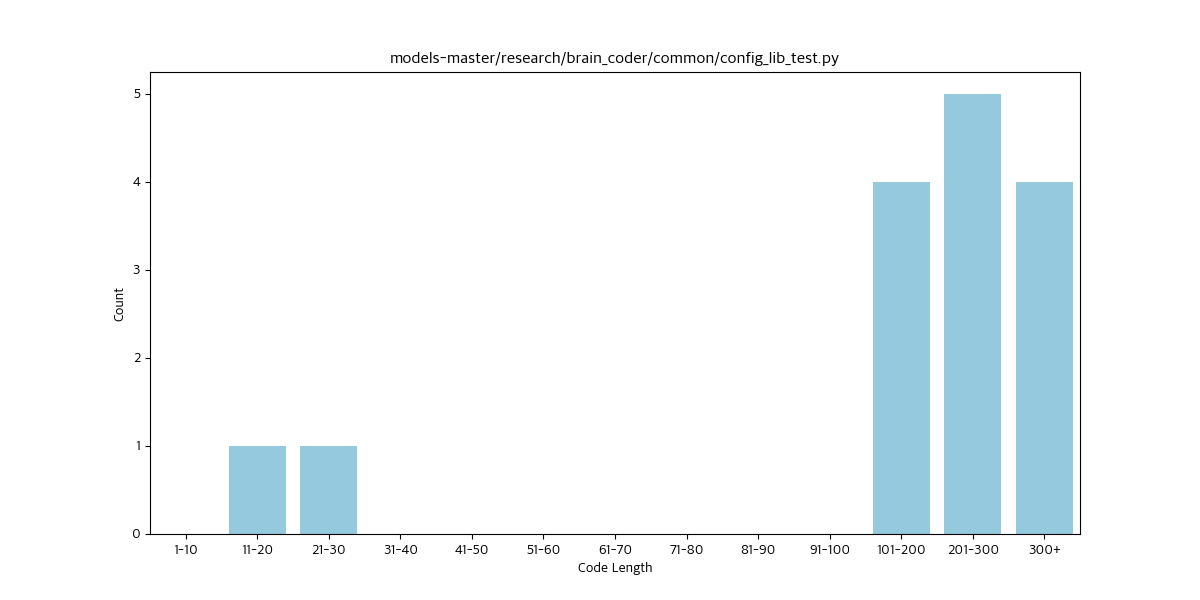 models-master/research/brain_coder/common/config_lib_test.py
Count
5
4
3
2
1
0
1-10 11-20 21-30 31-40 41-50 51-60 61-70 71-80 81-90 91-100 101-200 201-300 300+
Code Length